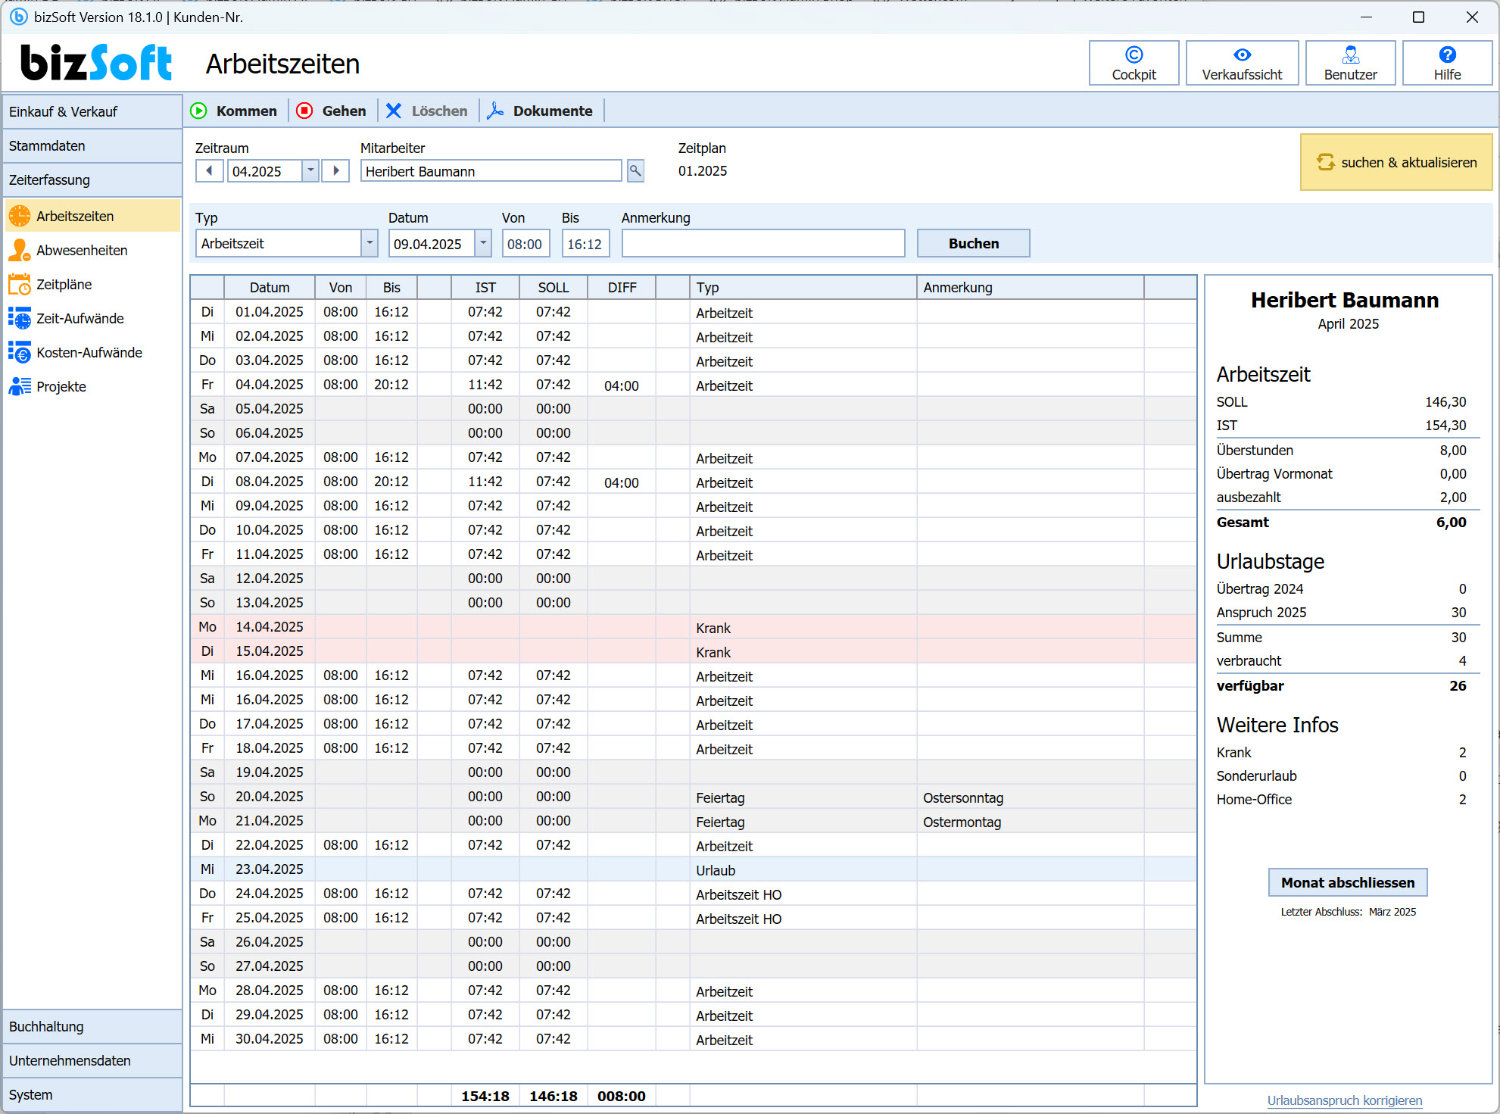 bizSoft Version 18.1.0 | Kunden-Nr.
bizSoft
Arbeitszeiten
Cockpit
Verkaufssicht
Benutzer
Hilfe
Einkauf & Verkauf
Stammdaten
Zeiterfassung
Arbeitszeiten
Abwesenheiten
Zeitpläne
Zeit-Aufwände
Kosten-Aufwände
Projekte
Buchhaltung
Unternehmensdaten
System
Kommen Gehen Löschen Dokumente
Zeitraum Mitarbeiter Zeitplan
04.2025 Heribert Baumann 01.2025
suchen & aktualisieren
Typ Datum Von Bis Anmerkung
Arbeitszeit 09.04.2025 08:00 16:12 Buchen
Datum Von Bis IST SOLL DIFF Typ Anmerkung
Di 01.04.2025 08:00 16:12 07:42 07:42 Arbeitzeit
Mi 02.04.2025 08:00 16:12 07:42 07:42 Arbeitzeit
Do 03.04.2025 08:00 16:12 07:42 07:42 Arbeitzeit
Fr 04.04.2025 08:00 20:12 11:42 07:42 04:00 Arbeitzeit
Sa 05.04.2025 00:00 00:00
So 06.04.2025 00:00 00:00
Mo 07.04.2025 08:00 16:12 07:42 07:42 Arbeitzeit
Di 08.04.2025 08:00 20:12 11:42 07:42 04:00 Arbeitzeit
Mi 09.04.2025 08:00 16:12 07:42 07:42 Arbeitzeit
Do 10.04.2025 08:00 16:12 07:42 07:42 Arbeitzeit
Fr 11.04.2025 08:00 16:12 07:42 07:42 Arbeitzeit
Sa 12.04.2025 00:00 00:00
So 13.04.2025 00:00 00:00
Mo 14.04.2025 Krank
Di 15.04.2025 Krank
Mi 16.04.2025 08:00 16:12 07:42 07:42 Arbeitzeit
Mi 16.04.2025 08:00 16:12 07:42 07:42 Arbeitzeit
Do 17.04.2025 08:00 16:12 07:42 07:42 Arbeitzeit
Fr 18.04.2025 08:00 16:12 07:42 07:42 Arbeitzeit
Sa 19.04.2025 00:00 00:00
So 20.04.2025 00:00 00:00 Feiertag Ostersonntag
Mo 21.04.2025 00:00 00:00 Feiertag Ostermontag
Di 22.04.2025 08:00 16:12 07:42 07:42 Arbeitzeit
Mi 23.04.2025 Urlaub
Do 24.04.2025 08:00 16:12 07:42 07:42 Arbeitszeit HO
Fr 25.04.2025 08:00 16:12 07:42 07:42 Arbeitszeit HO
Sa 26.04.2025 00:00 00:00
So 27.04.2025 00:00 00:00
Mo 28.04.2025 08:00 16:12 07:42 07:42 Arbeitzeit
Di 29.04.2025 08:00 16:12 07:42 07:42 Arbeitzeit
Mi 30.04.2025 08:00 16:12 07:42 07:42 Arbeitzeit
154:18 146:18 008:00
Heribert Baumann
April 2025
Arbeitszeit
SOLL 146,30
IST 154,30
Überstunden 8,00
Übertrag Vormonat 0,00
ausbezahlt 2,00
Gesamt 6,00
Urlaubstage
Übertrag 2024 0
Anspruch 2025 30
Summe 30
verbraucht 4
verfügbar 26
Weitere Infos
Krank 2
Sonderurlaub 0
Home-Office 2
Monat abschliessen
Letzter Abschluss: März 2025
Urlaubsanspruch korrigieren